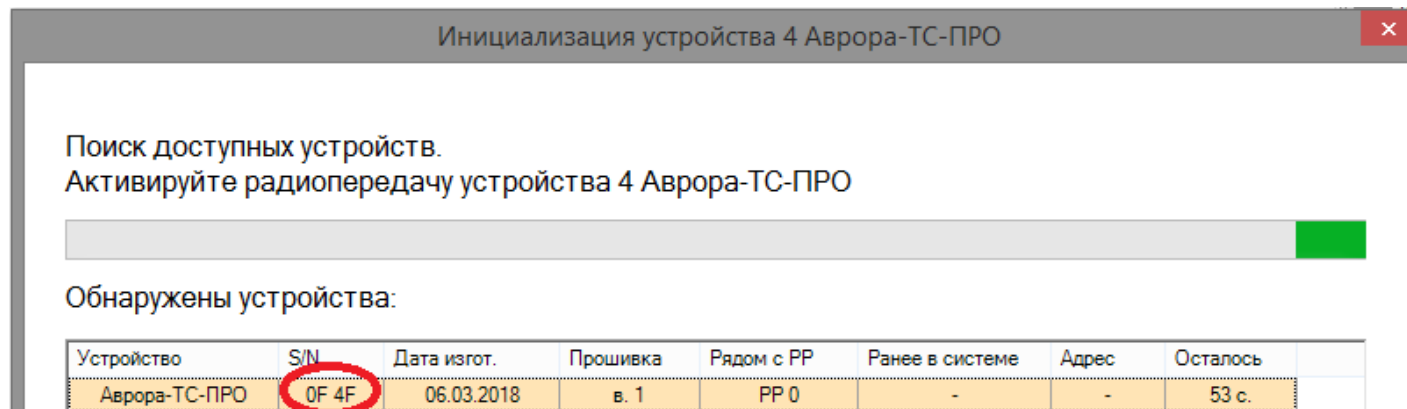 Инициализация устройства 4 Аврора-ТС-ПРО
Поиск доступных устройств.
Активируйте радиопередачу устройства 4 Аврора-ТС-ПРО
Обнаружены устройства:
Устройство S/N Дата изгот. Прошивка Рядом с РР Ранее в системе Адрес Осталось
Аврора-ТС-ПРО 0F 4F 06.03.2018 в. 1 РР 0 - - 53 с.